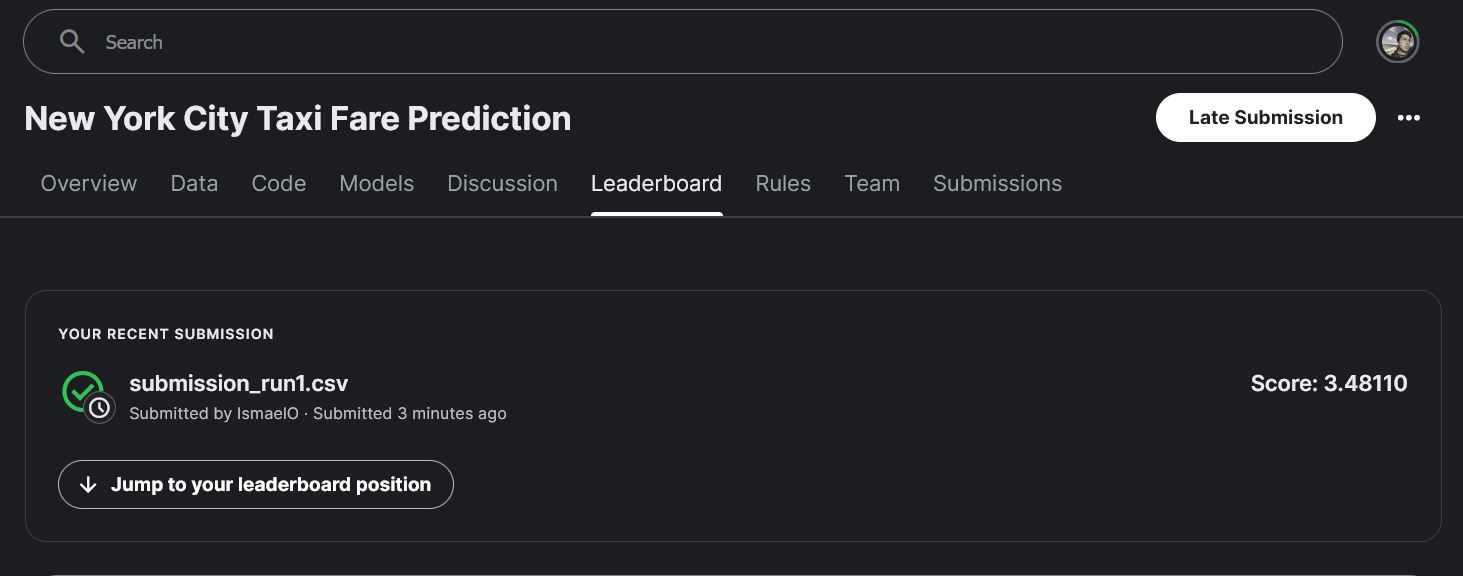 Search
New York City Taxi Fare Prediction
Late Submission
Overview Data Code Models Discussion Leaderboard Rules Team Submissions
YOUR RECENT SUBMISSION
submission_run1.csv
Score: 3.48110
Submitted by IsmaelO · Submitted 3 minutes ago
Jump to your leaderboard position